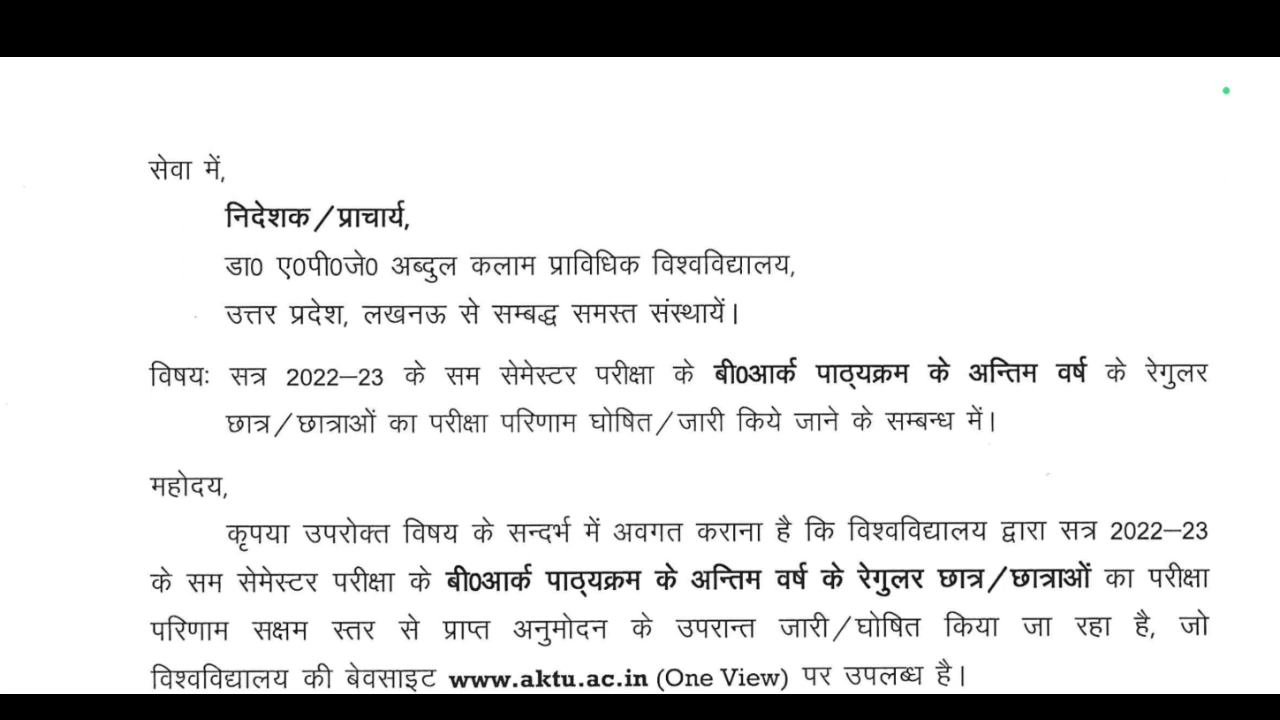 सेवा में,
निदेशक/प्राचार्य,
डा0 ए0पी0जे0 अब्दुल कलाम प्राविधिक विश्वविद्यालय,
उत्तर प्रदेश, लखनऊ से सम्बद्ध समस्त संस्थायें।
विषयः सत्र 2022–23 के सम सेमेस्टर परीक्षा के बी0आर्क पाठ्यक्रम के अन्तिम वर्ष के रेगुलर
छात्र/छात्राओं का परीक्षा परिणाम घोषित/जारी किये जाने के सम्बन्ध में।
महोदय,
कृपया उपरोक्त विषय के सन्दर्भ में अवगत कराना है कि विश्वविद्यालय द्वारा सत्र 2022–23
के सम सेमेस्टर परीक्षा के बी0आर्क पाठ्यक्रम के अन्तिम वर्ष के रेगुलर छात्र/छात्राओं का परीक्षा
परिणाम सक्षम स्तर से प्राप्त अनुमोदन के उपरान्त जारी/घोषित किया जा रहा है, जो
विश्वविद्यालय की बेवसाइट www.aktu.ac.in (One View) पर उपलब्ध है।